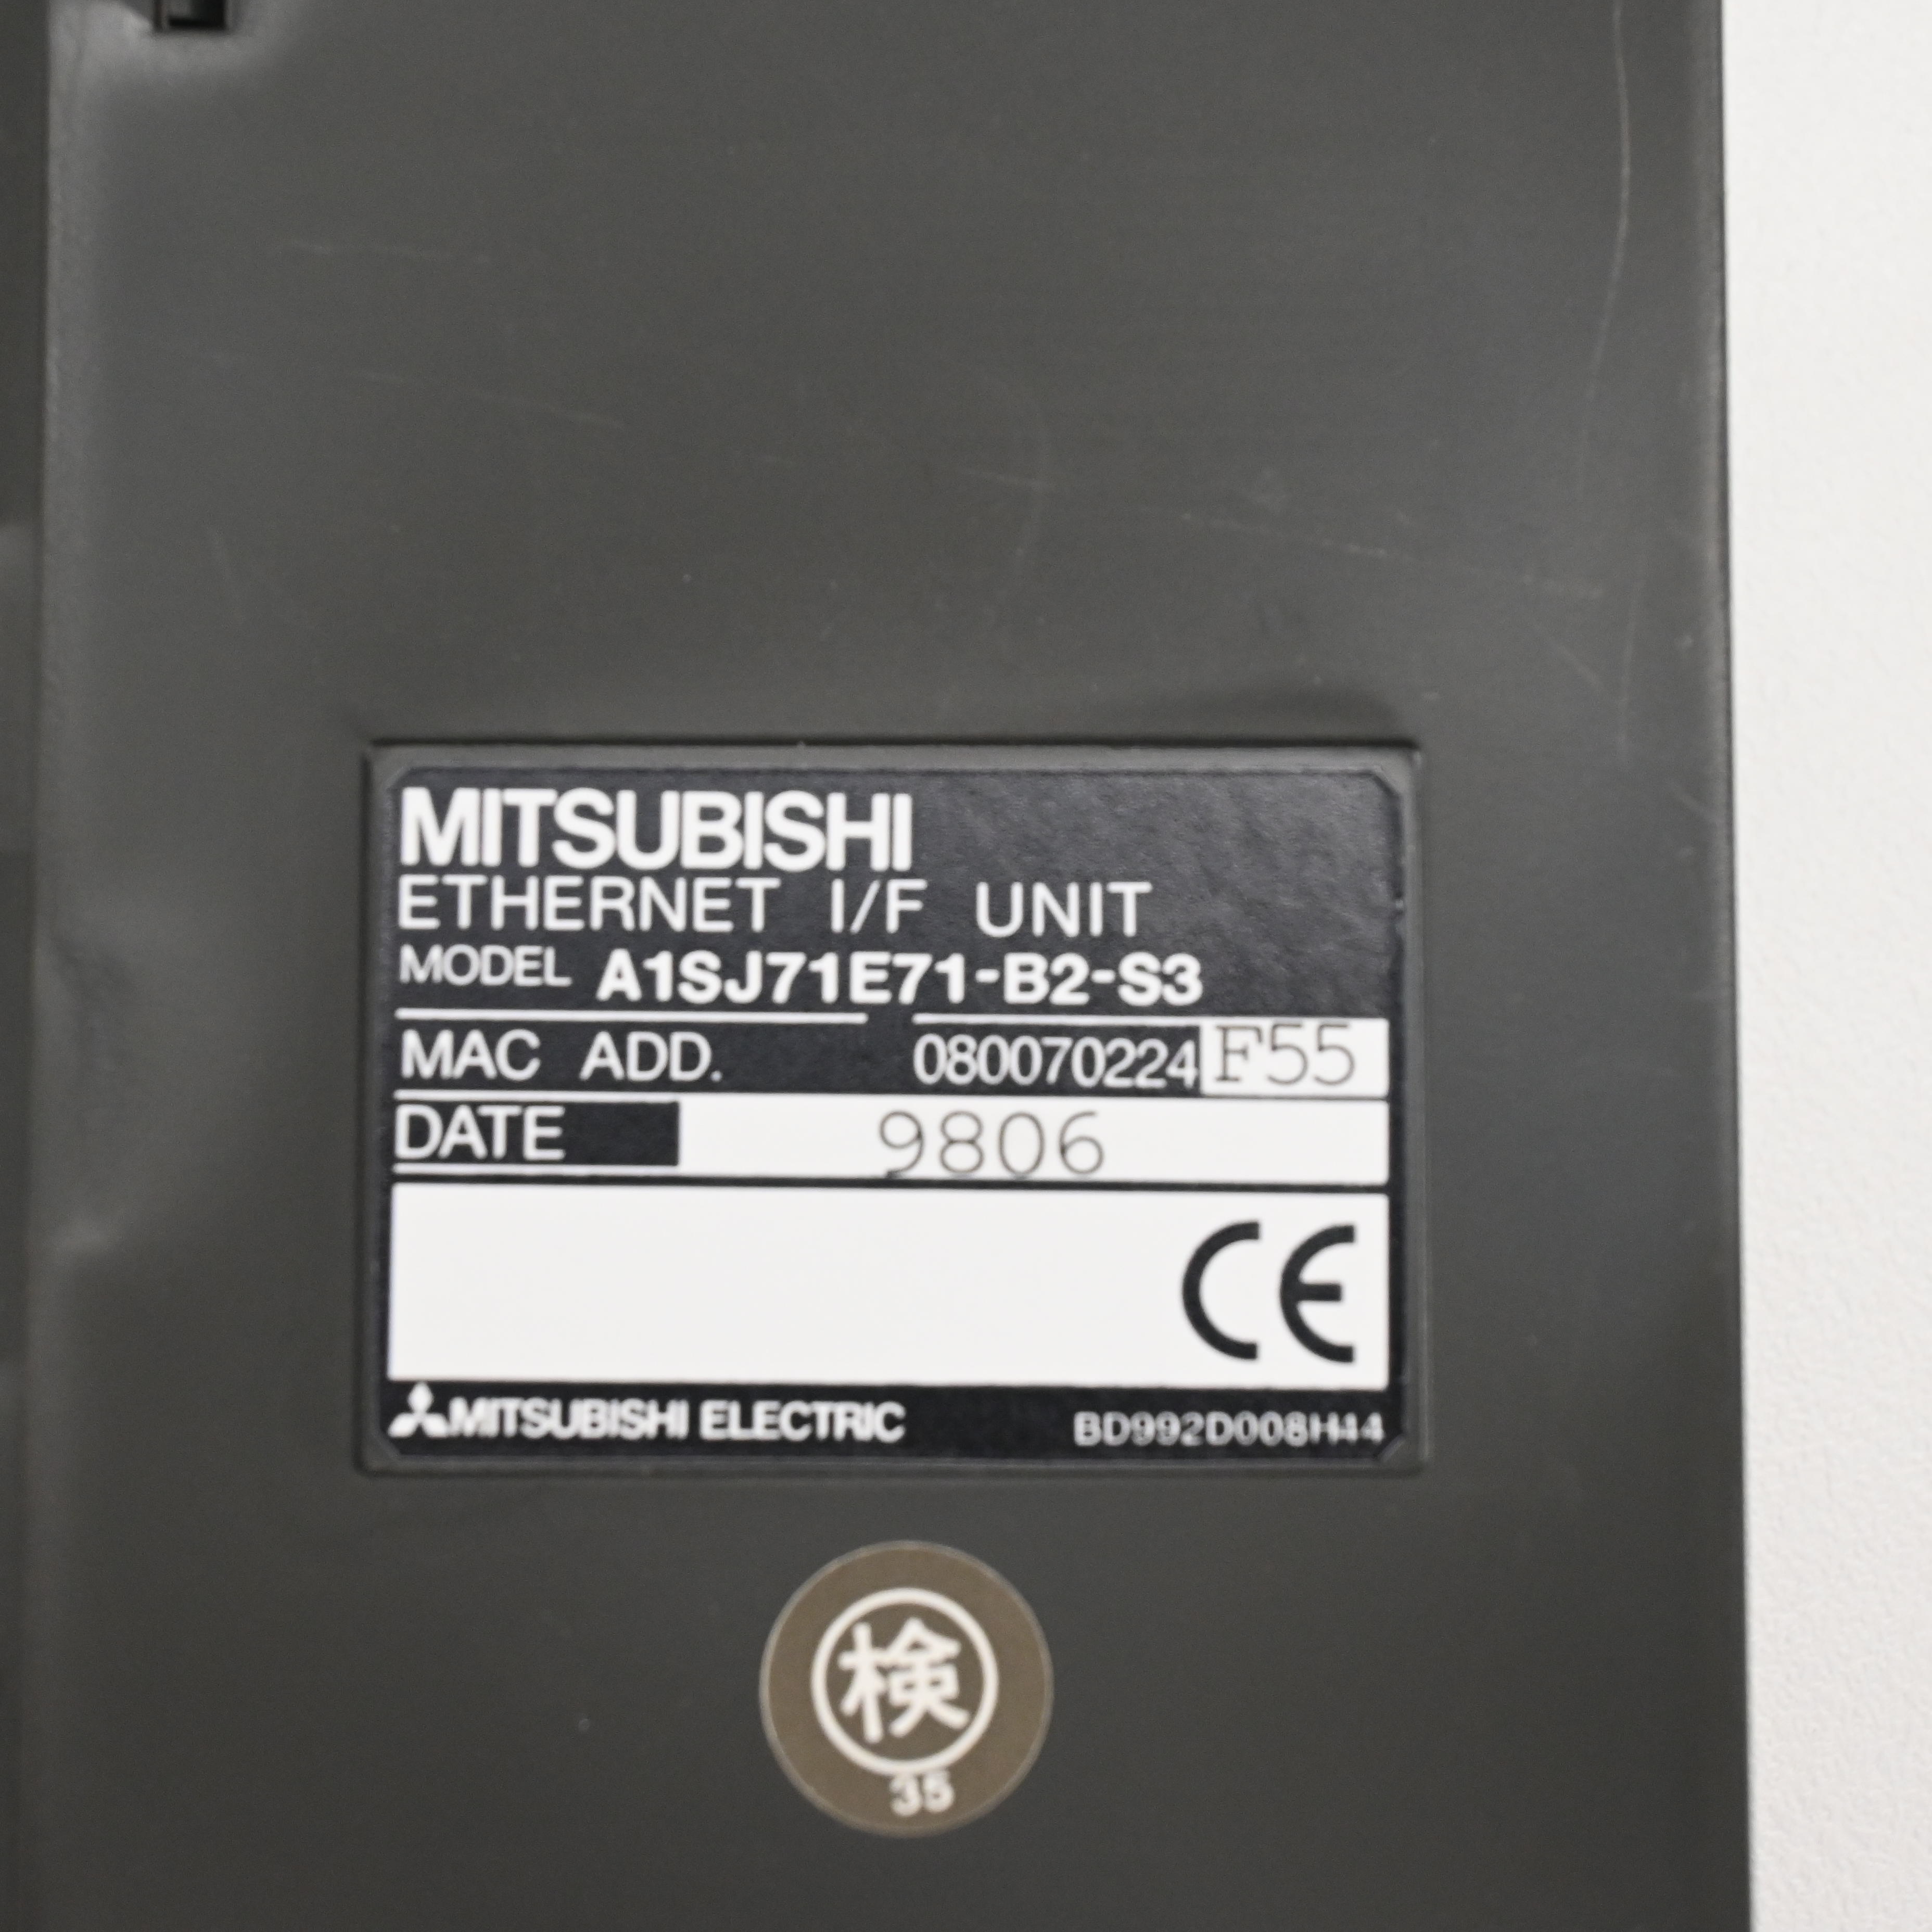 MITSUBISHI
ETHERNET I/F UNIT
MODEL A1SJ71E71-B2-S3
MAC ADD. 080070224F55
DATE 9806
CE
MITSUBISHI ELECTRIC BD992D008H44
検
35